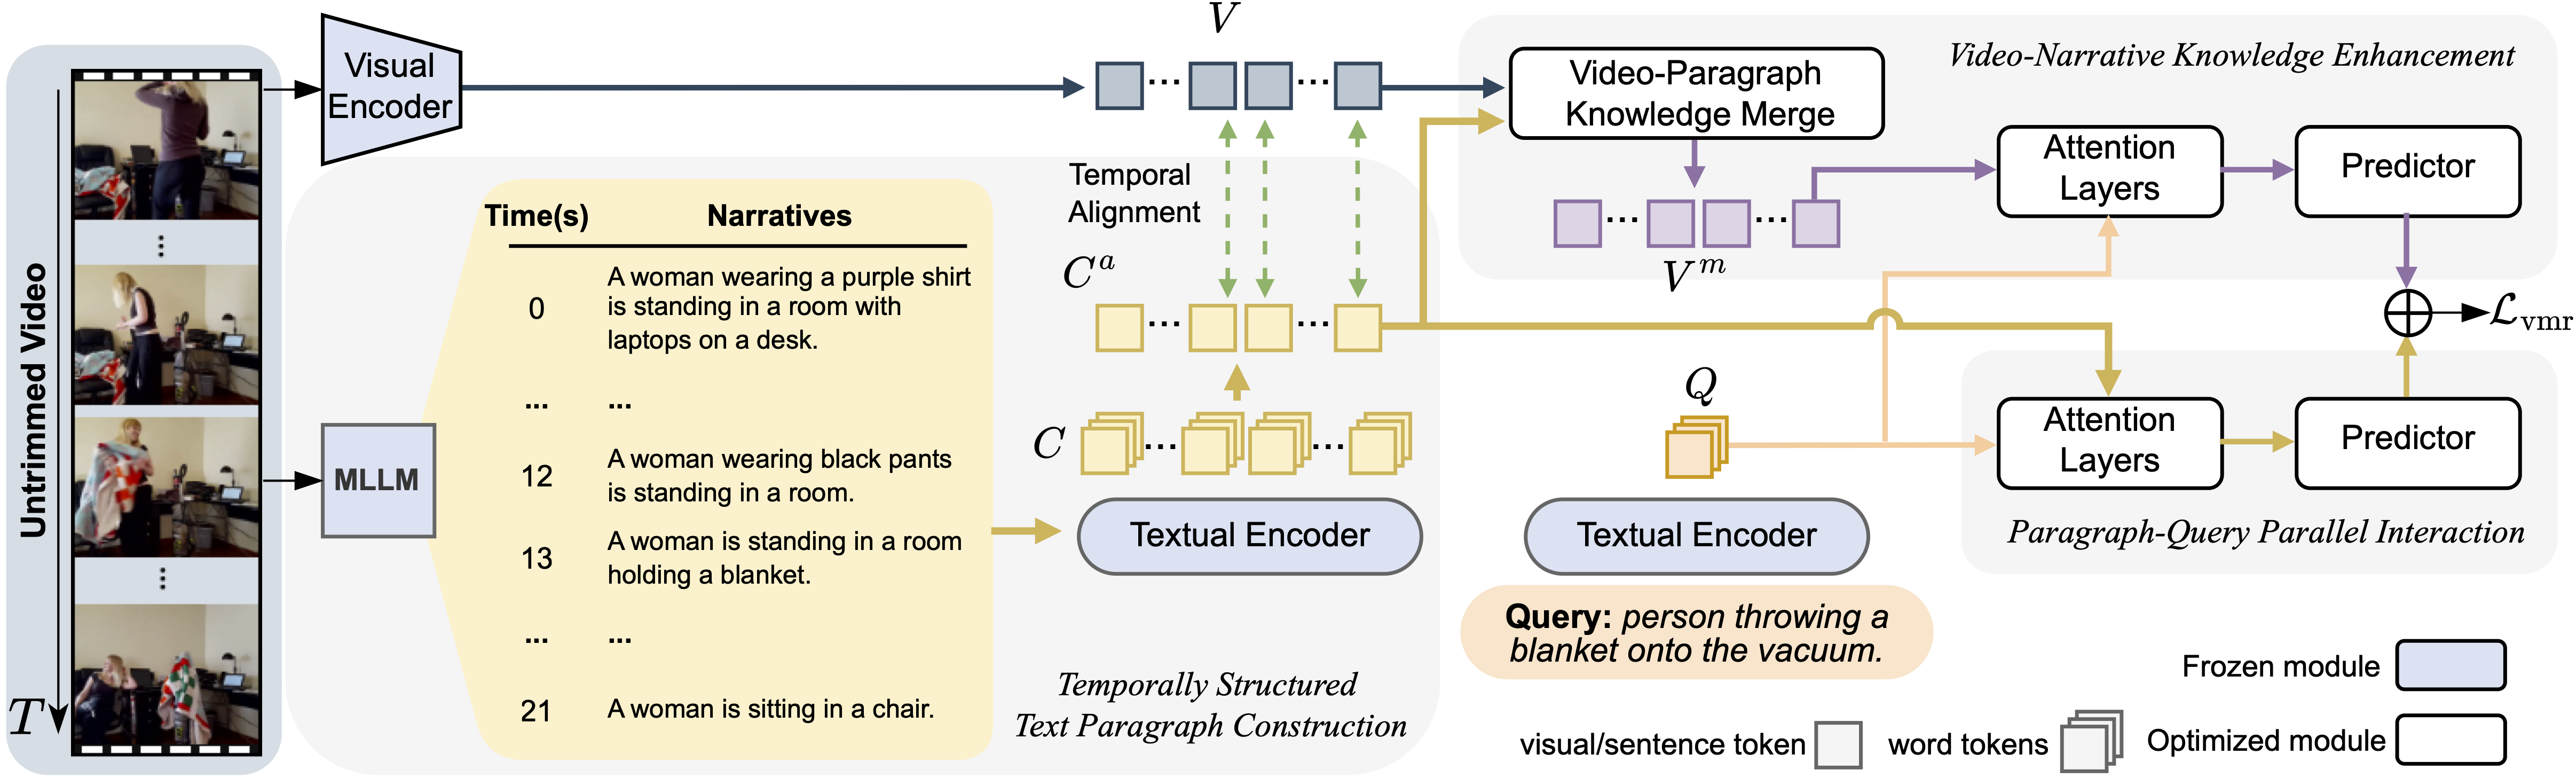 Untrimmed Video
T
Visual
Encoder
MLLM
Time(s) Narratives
0 A woman wearing a purple shirt
is standing in a room with
laptops on a desk.
... ...
12 A woman wearing black pants
is standing in a room.
13 A woman is standing in a room
holding a blanket.
... ...
21 A woman is sitting in a chair.
V
Temporal
Alignment
C^a
C
Textual Encoder
Temporally Structured
Text Paragraph Construction
Video-Paragraph
Knowledge Merge
Video-Narrative Knowledge Enhancement
V^m
Attention
Layers
Predictor
ℒ_vmr
Q
Textual Encoder
Query: person throwing a
blanket onto the vacuum.
Attention
Layers
Predictor
Paragraph-Query Parallel Interaction
Frozen module
visual/sentence token
word tokens
Optimized module